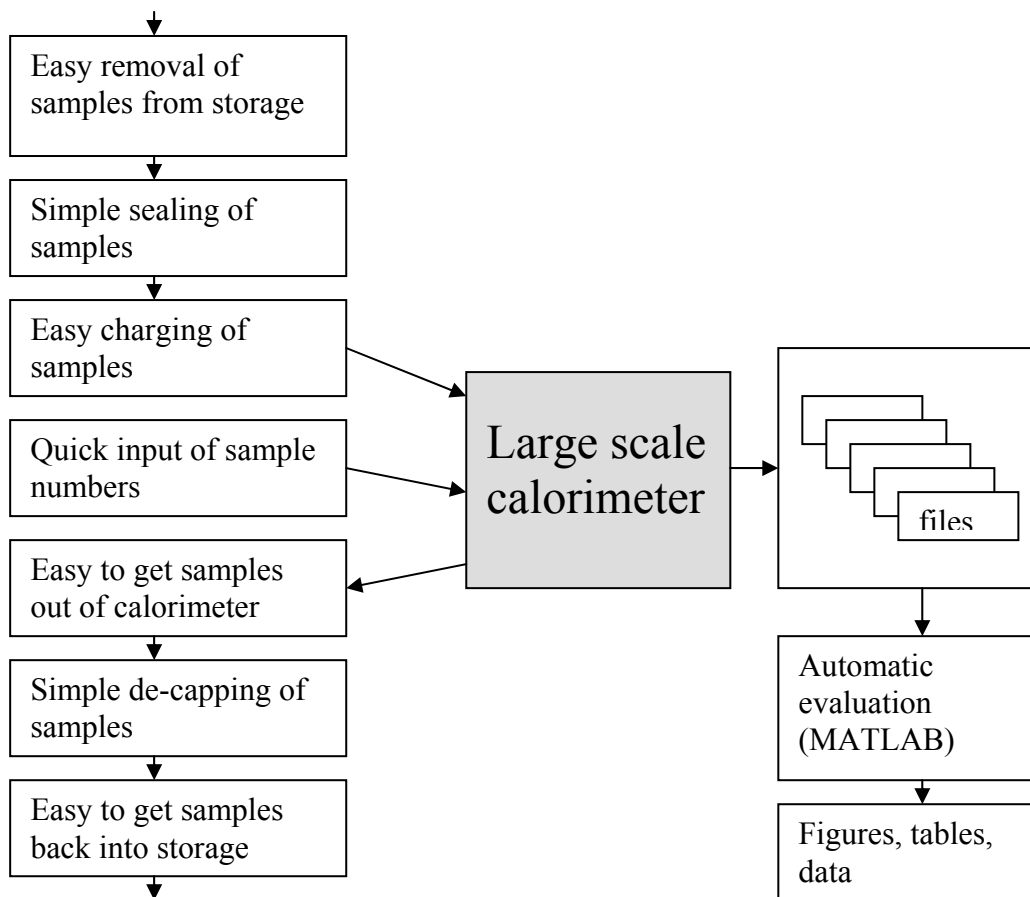 Easy removal of
samples from storage
Simple sealing of
samples
Easy charging of
samples
Quick input of sample
numbers
Easy to get samples
out of calorimeter
Simple de-capping of
samples
Easy to get samples
back into storage
Large scale
calorimeter
files
Automatic
evaluation
(MATLAB)
Figures, tables,
data